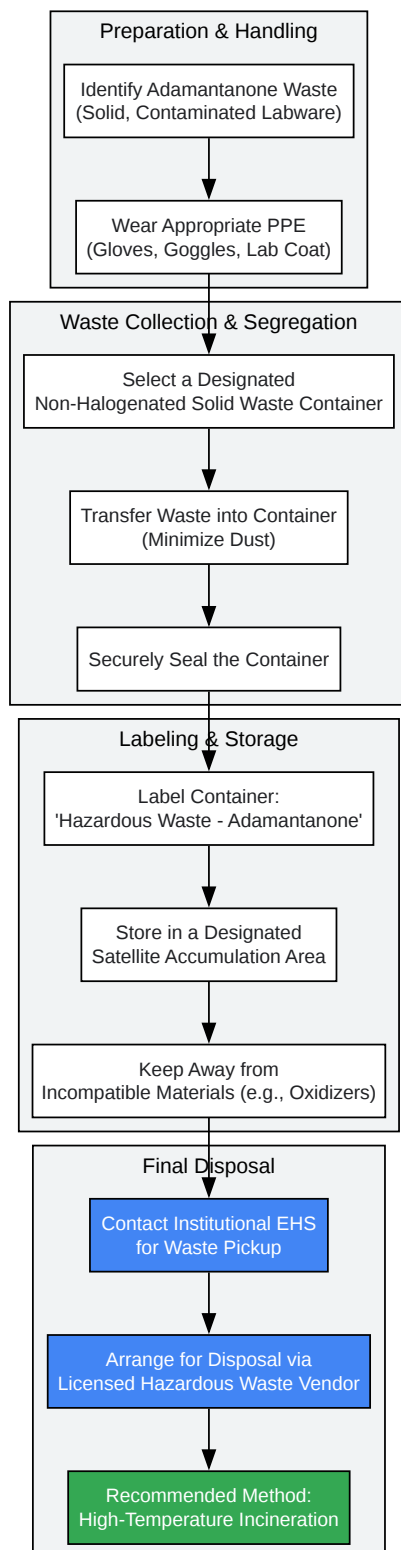 Preparation & Handling
Identify Adamantanone Waste
(Solid, Contaminated Labware)
Wear Appropriate PPE
(Gloves, Goggles, Lab Coat)
Waste Collection & Segregation
Select a Designated
Non-Halogenated Solid Waste Container
Transfer Waste into Container
(Minimize Dust)
Securely Seal the Container
Labeling & Storage
Label Container:
'Hazardous Waste - Adamantanone'
Store in a Designated
Satellite Accumulation Area
Keep Away from
Incompatible Materials (e.g., Oxidizers)
Final Disposal
Contact Institutional EHS
for Waste Pickup
Arrange for Disposal via
Licensed Hazardous Waste Vendor
Recommended Method:
High-Temperature Incineration